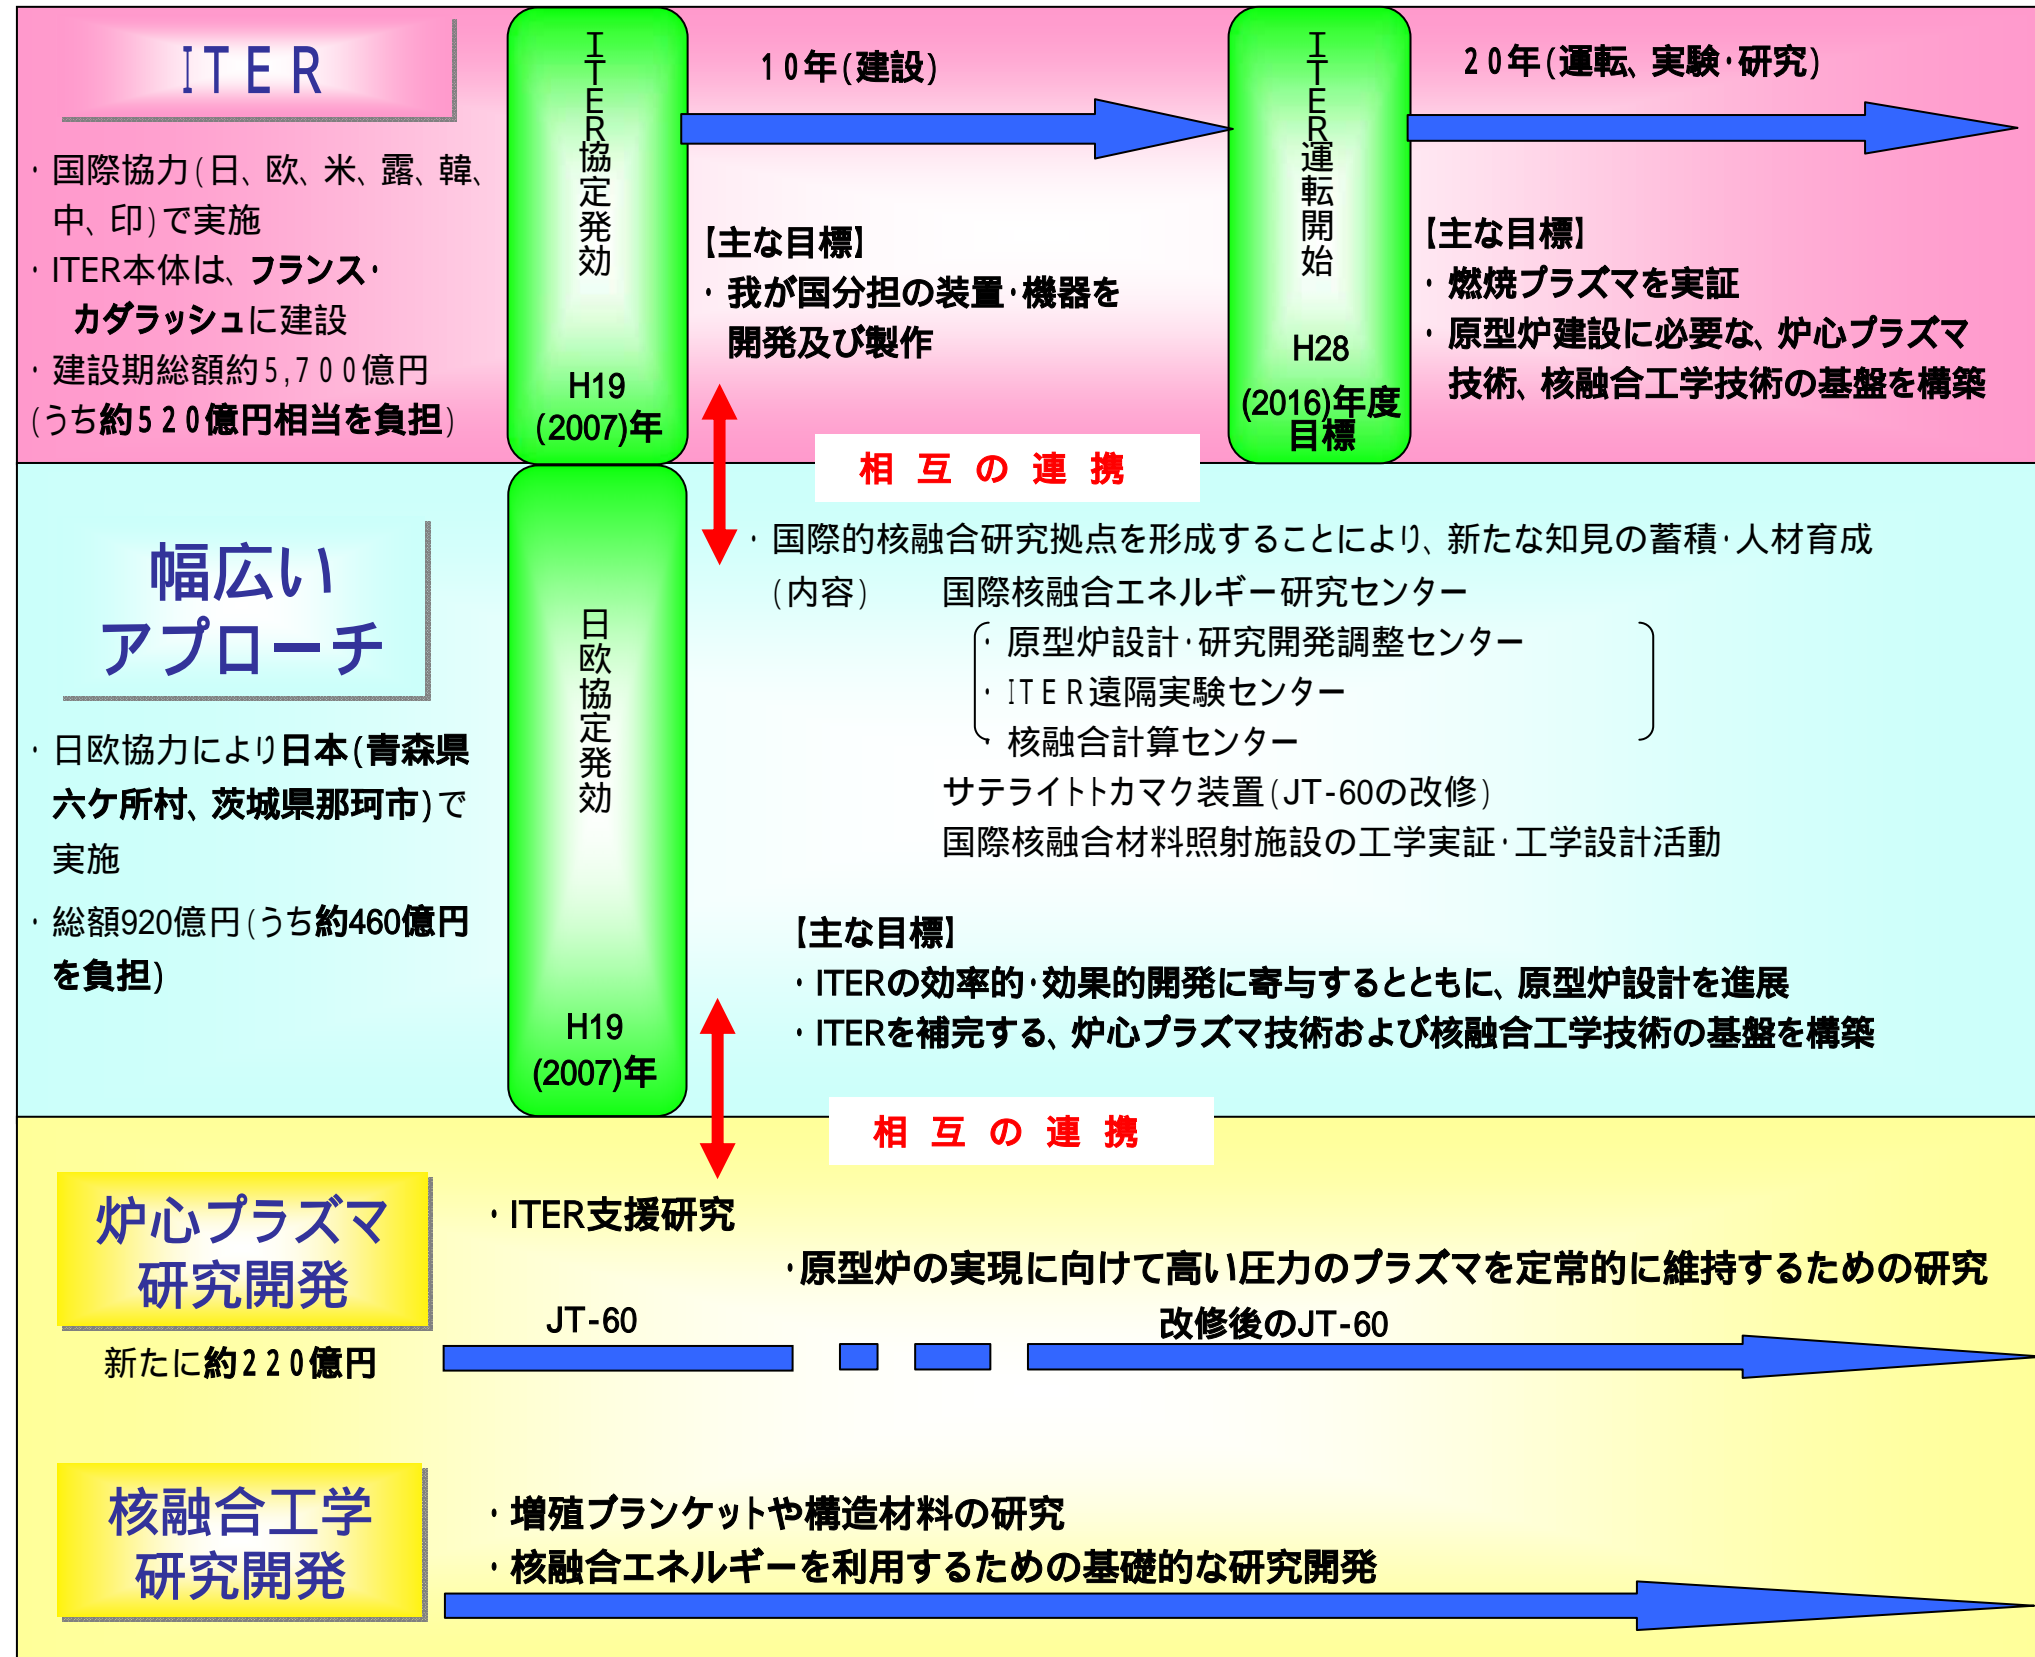 ITER
・国際協力(日、欧、米、露、韓、
中、印)で実施
・ITER本体は、フランス・
カダラッシュに建設
・建設期総額約5,700億円
(うち約520億円相当を負担)
ITER協定発効
H19
(2007)年
10年(建設)
【主な目標】
・我が国分担の装置・機器を
開発及び製作
ITER運転開始
H28
(2016)年度
目標
20年(運転、実験・研究)
【主な目標】
・燃焼プラズマを実証
・原型炉建設に必要な、炉心プラズマ
技術、核融合工学技術の基盤を構築
相互の連携
幅広い
アプローチ
・日欧協力により日本(青森県
六ケ所村、茨城県那珂市)で
実施
・総額920億円(うち約460億円
を負担)
日欧協定発効
H19
(2007)年
・国際的核融合研究拠点を形成することにより、新たな知見の蓄積・人材育成
(内容) 国際核融合エネルギー研究センター
・原型炉設計・研究開発調整センター
・ITER遠隔実験センター
・核融合計算センター
サテライトトカマク装置(JT-60の改修)
国際核融合材料照射施設の工学実証・工学設計活動
【主な目標】
・ITERの効率的・効果的開発に寄与するとともに、原型炉設計を進展
・ITERを補完する、炉心プラズマ技術および核融合工学技術の基盤を構築
相互の連携
炉心プラズマ
研究開発
新たに約220億円
・ITER支援研究
・原型炉の実現に向けて高い圧力のプラズマを定常的に維持するための研究
JT-60
改修後のJT-60
核融合工学
研究開発
・増殖ブランケットや構造材料の研究
・核融合エネルギーを利用するための基礎的な研究開発